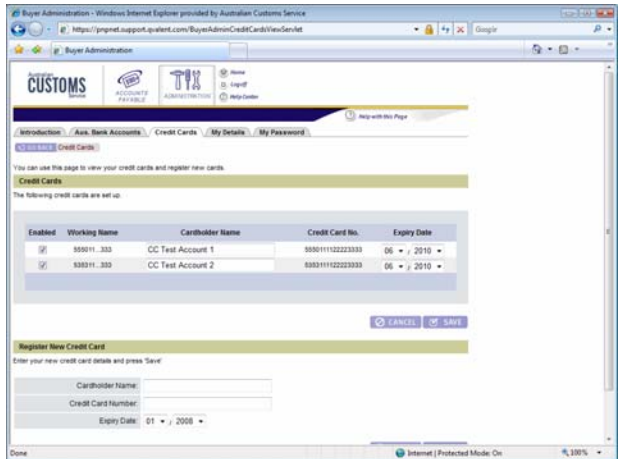 Buyer Administration - Windows Internet Explorer provided by Australian Customs Service
https://pnpnet.support.qvalent.com/BuyerAdminCreditCardsViewServlet
Google
Buyer Administration
Australian
CUSTOMS
Service
ACCOUNTS PAYABLE
ADMINISTRATION
Home
Logoff
Help Center
Help with this Page
Introduction Aus. Bank Accounts Credit Cards My Details My Password
GO BACK Credit Cards
You can use this page to view your credit cards and register new cards.
Credit Cards
The following credit cards are set up.
Enabled Working Name Cardholder Name Credit Card No. Expiry Date
555011...333 CC Test Account 1 5550111122223333 06 / 2010
535311...333 CC Test Account 2 5353111122223333 06 / 2010
CANCEL SAVE
Register New Credit Card
Enter your new credit card details and press 'Save'
Cardholder Name:
Credit Card Number:
Expiry Date: 01 / 2008
Done Internet | Protected Mode: On 100%